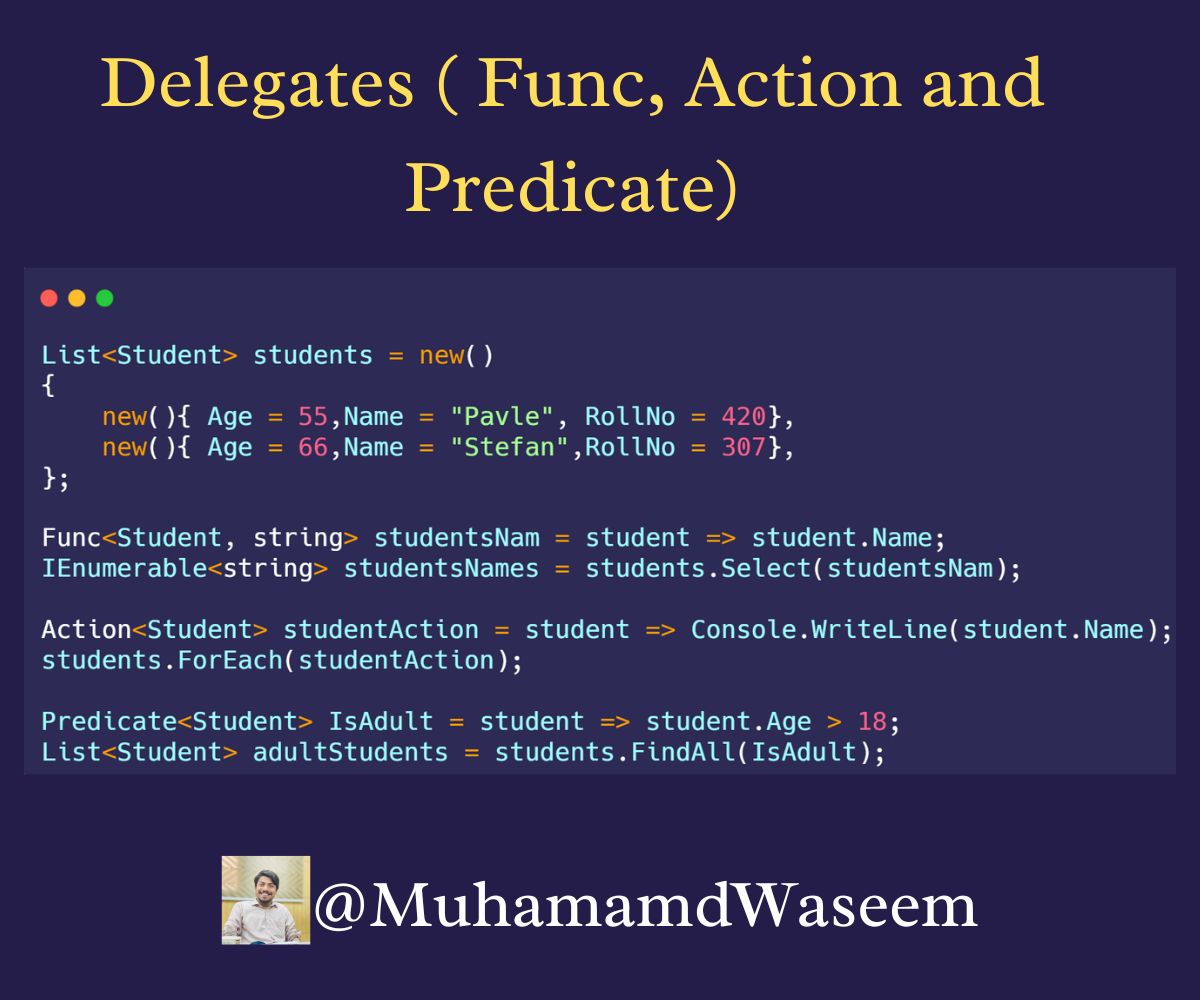 Delegates ( Func, Action and
Predicate)
List<Student> students = new()
{
    new(){ Age = 55,Name = "Pavle", RollNo = 420},
    new(){ Age = 66,Name = "Stefan",RollNo = 307},
};
Func<Student, string> studentsNam = student => student.Name;
IEnumerable<string> studentsNames = students.Select(studentsNam);
Action<Student> studentAction = student => Console.WriteLine(student.Name);
students.ForEach(studentAction);
Predicate<Student> IsAdult = student => student.Age > 18;
List<Student> adultStudents = students.FindAll(IsAdult);
@MuhamamdWaseem